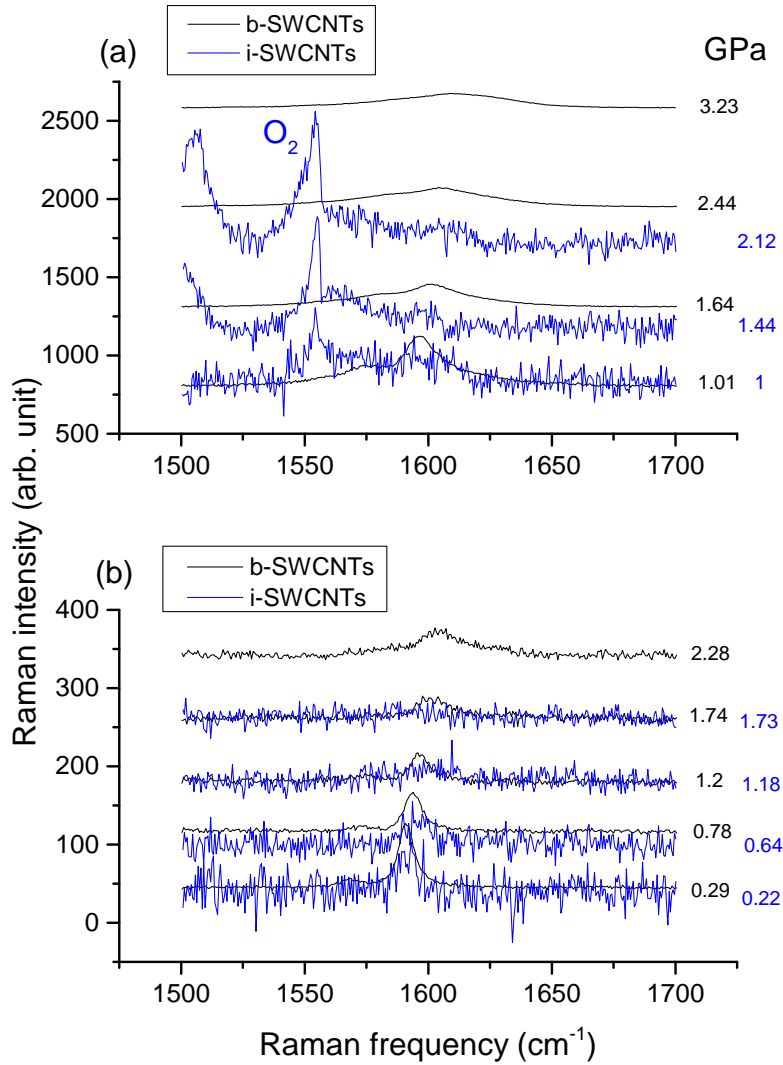 b-SWCNTs
(a)
i-SWCNTs
GPa
3.23
2500
O2
2000
2.44
2.12
1500
1.64
1.44
1000
1.01 1
500
1500 1550 1600 1650 1700
Raman intensity (arb. unit)
(b)
b-SWCNTs
i-SWCNTs
400
2.28
300
1.74 1.73
200
1.2 1.18
100
0.78 0.64
0.29 0.22
0
1500 1550 1600 1650 1700
Raman frequency (cm-1)